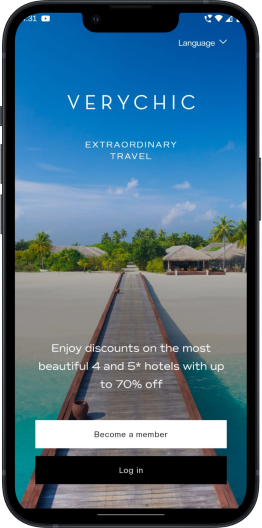 :31
Language
VERYCHIC
EXTRAORDINARY
TRAVEL
Enjoy discounts on the most
beautiful 4 and 5* hotels with up
to 70% off
Become a member
Log in